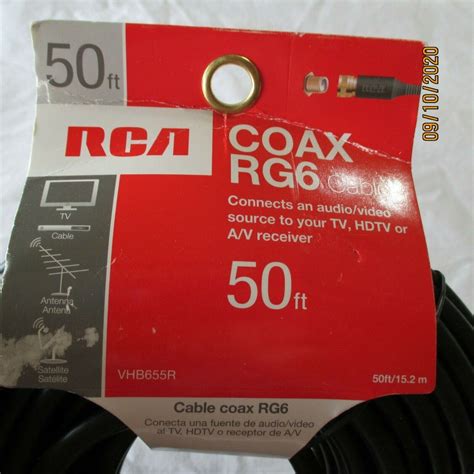 50 ft
RCA
RCA
09/10/2020
COAX
RG6 Cable
Connects an audio/video
source to your TV, HDTV or
A/V receiver
50 ft
TV
Cable
Antenna
Antena
Satellite
Satélite
VHB655R
50ft/15.2 m
Cable coax RG6
Conecta una fuente de audio/video
al TV, HDTV o receptor de A/V